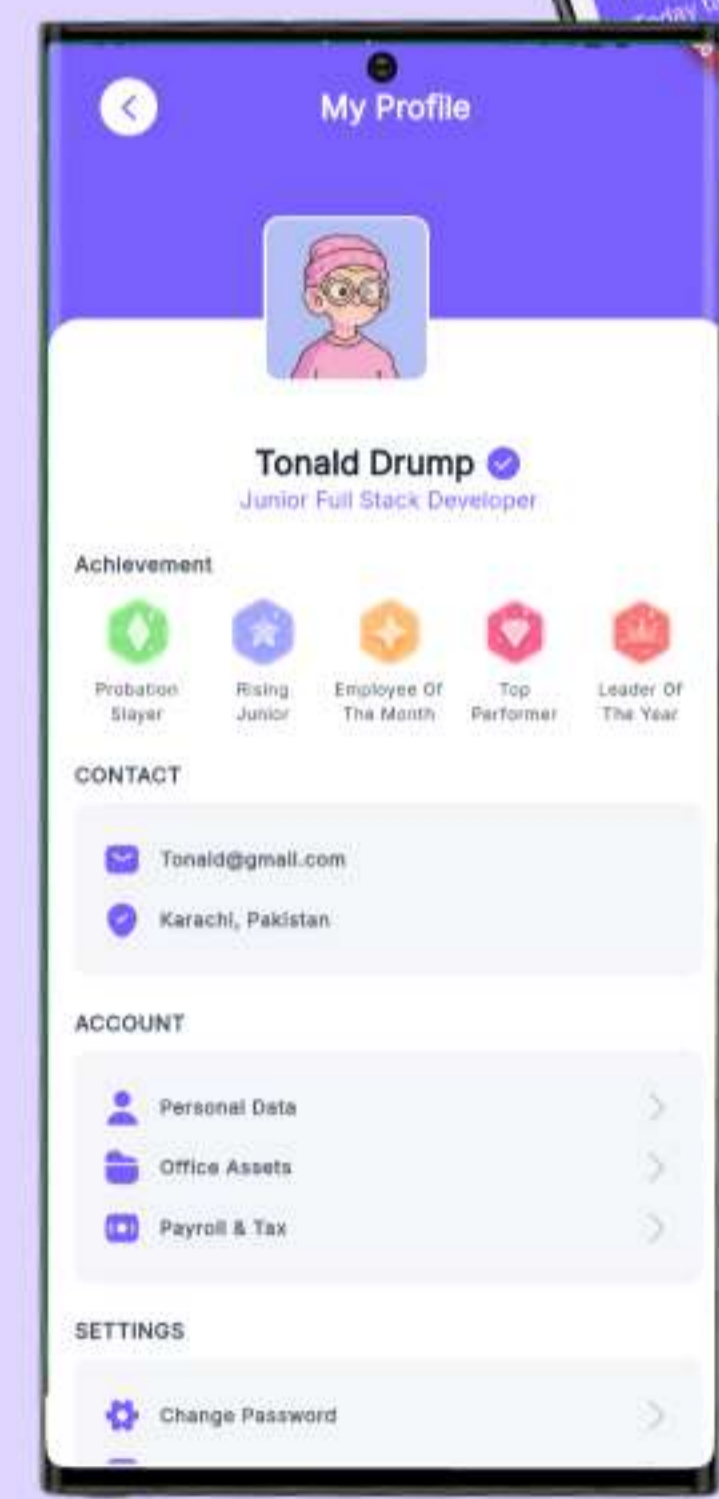 Today
My Profile
Tonald Drump
Junior Full Stack Developer
Achievement
Probation Slayer
Rising Junior
Employee Of The Month
Top Performer
Leader Of The Year
CONTACT
Tonald@gmail.com
Karachi, Pakistan
ACCOUNT
Personal Data
Office Assets
Payroll & Tax
SETTINGS
Change Password